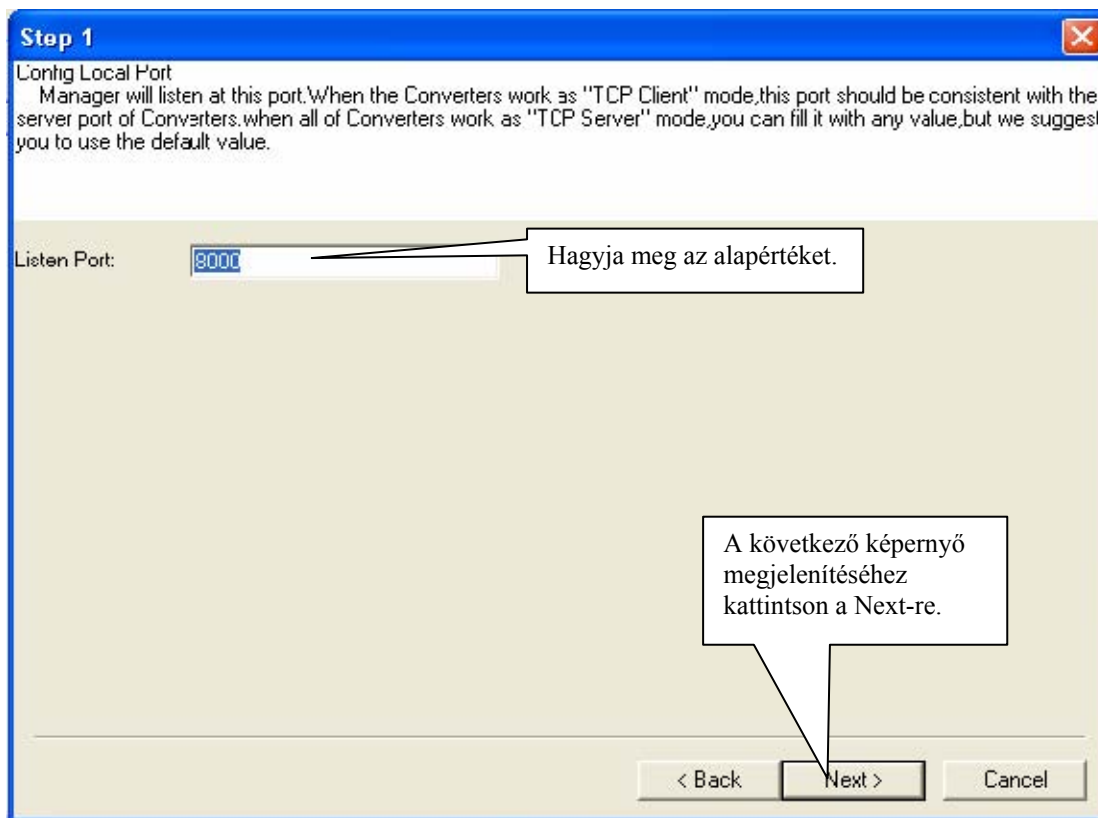 Step 1
Config Local Port
Manager will listen at this port.When the Converters work as "TCP Client" mode,this port should be consistent with the
server port of Converters.when all of Converters work as "TCP Server" mode,you can fill it with any value,but we suggest
you to use the default value.
Listen Port:
8000
Hagyja meg az alapértéket.
A következő képernyő
megjelenítéséhez
kattintson a Next-re.
< Back
Next >
Cancel